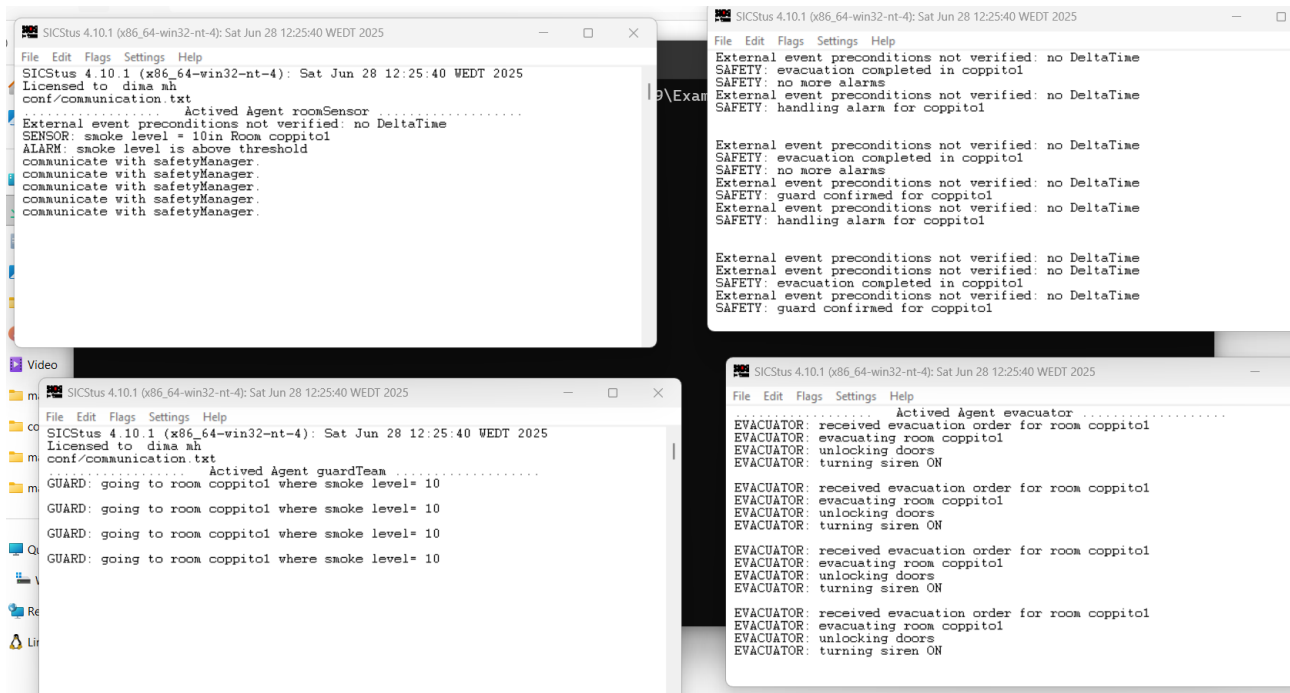 SICStus 4.10.1 (x86_64-win32-nt-4): Sat Jun 28 12:25:40 WEDT 2025
File Edit Flags Settings Help
SICStus 4.10.1 (x86_64-win32-nt-4): Sat Jun 28 12:25:40 WEDT 2025
Licensed to dima mh
conf/communication.txt
.................. Actived Agent roomSensor ...................
External event preconditions not verified: no DeltaTime
SENSOR: smoke level = 10in Room coppito1
ALARM: smoke level is above threshold
communicate with safetyManager.
communicate with safetyManager.
communicate with safetyManager.
communicate with safetyManager.
communicate with safetyManager.
9\Exam
SICStus 4.10.1 (x86_64-win32-nt-4): Sat Jun 28 12:25:40 WEDT 2025
File Edit Flags Settings Help
External event preconditions not verified: no DeltaTime
SAFETY: evacuation completed in coppito1
SAFETY: no more alarms
External event preconditions not verified: no DeltaTime
SAFETY: handling alarm for coppito1
External event preconditions not verified: no DeltaTime
SAFETY: evacuation completed in coppito1
SAFETY: no more alarms
External event preconditions not verified: no DeltaTime
SAFETY: guard confirmed for coppito1
External event preconditions not verified: no DeltaTime
SAFETY: handling alarm for coppito1
External event preconditions not verified: no DeltaTime
External event preconditions not verified: no DeltaTime
SAFETY: evacuation completed in coppito1
External event preconditions not verified: no DeltaTime
SAFETY: guard confirmed for coppito1
Video
SICStus 4.10.1 (x86_64-win32-nt-4): Sat Jun 28 12:25:40 WEDT 2025
File Edit Flags Settings Help
SICStus 4.10.1 (x86_64-win32-nt-4): Sat Jun 28 12:25:40 WEDT 2025
Licensed to dima mh
conf/communication.txt
.................. Actived Agent guardTeam ...................
GUARD: going to room coppito1 where smoke level= 10
GUARD: going to room coppito1 where smoke level= 10
GUARD: going to room coppito1 where smoke level= 10
GUARD: going to room coppito1 where smoke level= 10
SICStus 4.10.1 (x86_64-win32-nt-4): Sat Jun 28 12:25:40 WEDT 2025
File Edit Flags Settings Help
.................. Actived Agent evacuator ...................
EVACUATOR: received evacuation order for room coppito1
EVACUATOR: evacuating room coppito1
EVACUATOR: unlocking doors
EVACUATOR: turning siren ON
EVACUATOR: received evacuation order for room coppito1
EVACUATOR: evacuating room coppito1
EVACUATOR: unlocking doors
EVACUATOR: turning siren ON
EVACUATOR: received evacuation order for room coppito1
EVACUATOR: evacuating room coppito1
EVACUATOR: unlocking doors
EVACUATOR: turning siren ON
EVACUATOR: received evacuation order for room coppito1
EVACUATOR: evacuating room coppito1
EVACUATOR: unlocking doors
EVACUATOR: turning siren ON